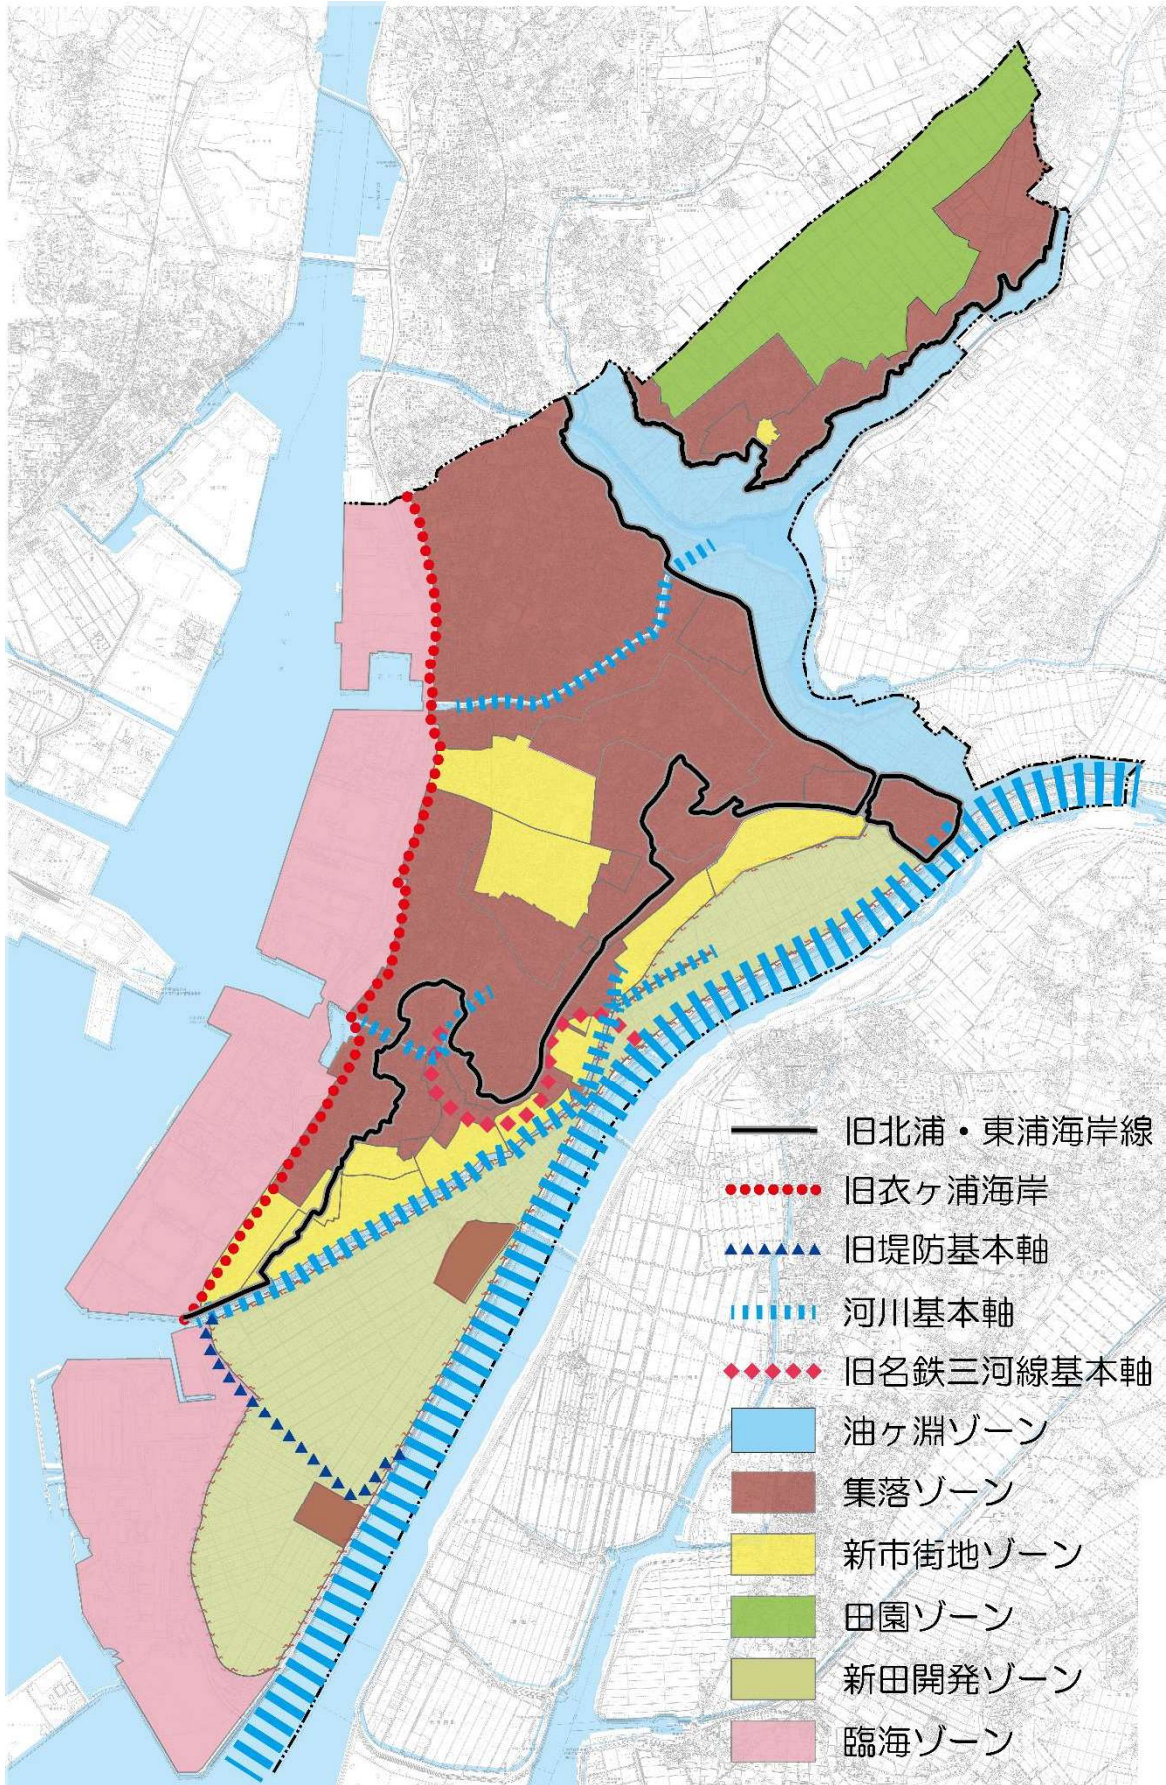 旧北浦・東浦海岸線
旧衣ヶ浦海岸
旧堤防基本軸
河川基本軸
旧名鉄三河線基本軸
油ヶ淵ゾーン
集落ゾーン
新市街地ゾーン
田園ゾーン
新田開発ゾーン
臨海ゾーン